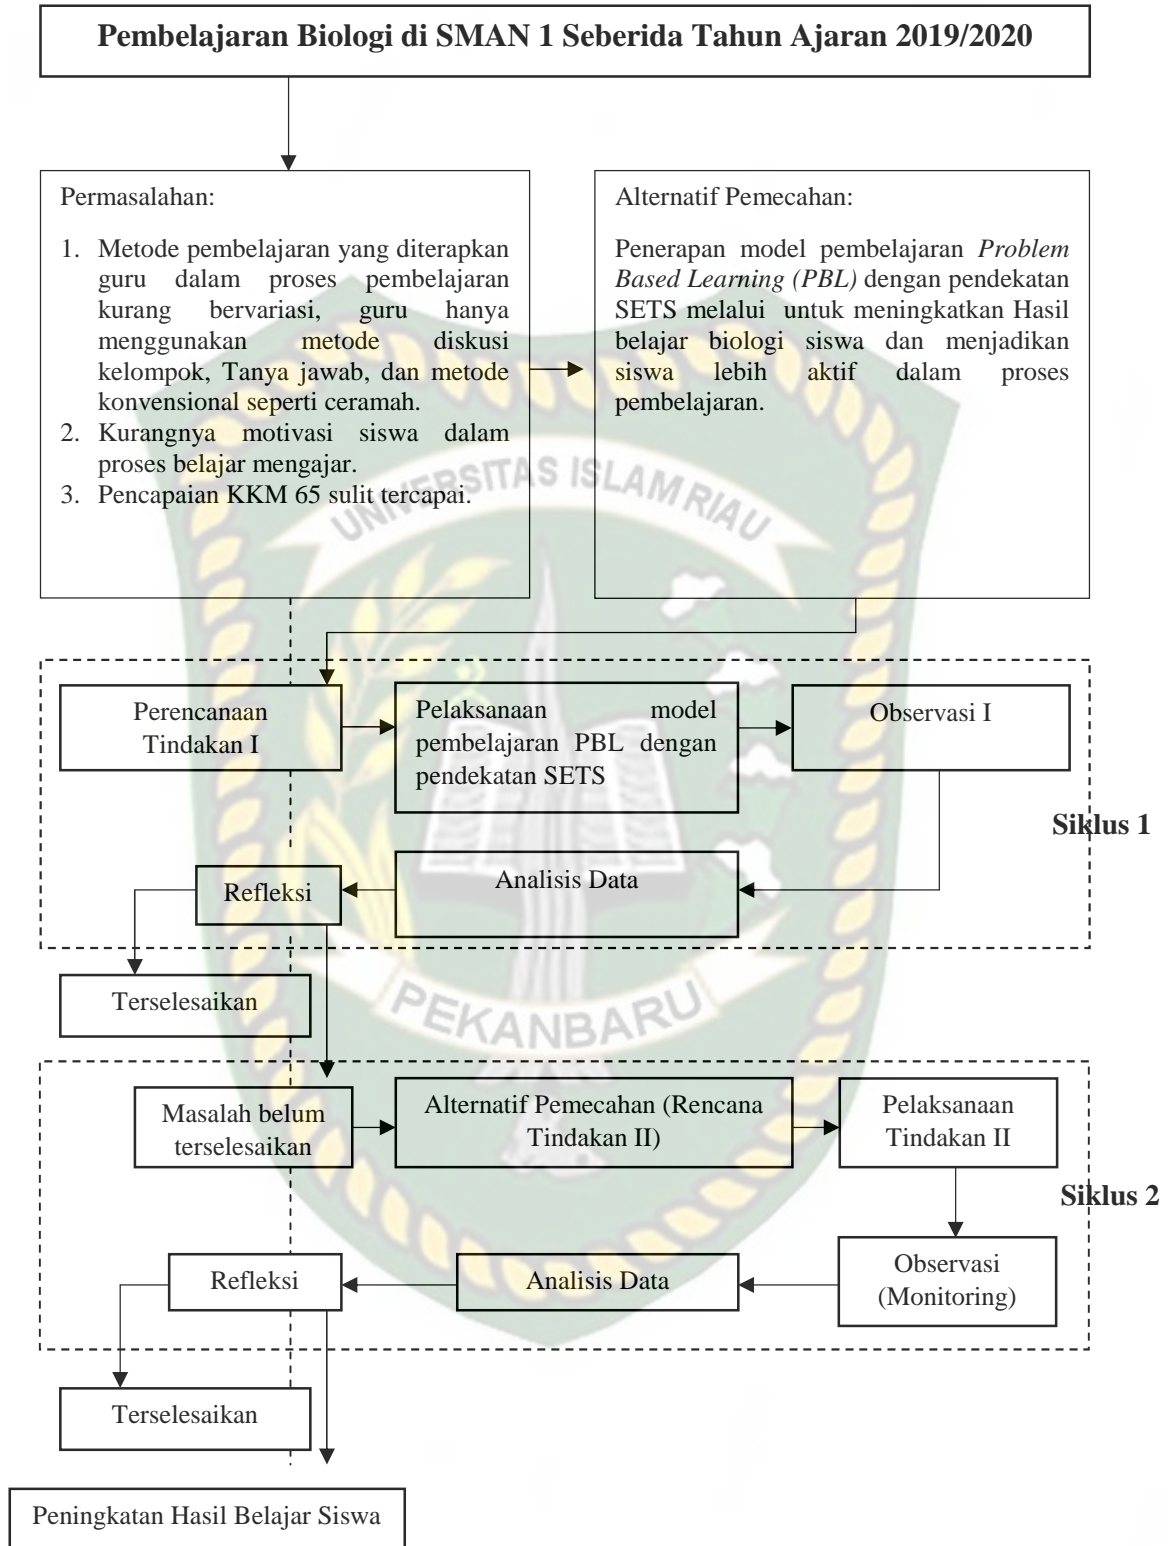 Pembelajaran Biologi di SMAN 1 Seberida Tahun Ajaran 2019/2020
Permasalahan:
1. Metode pembelajaran yang diterapkan
guru dalam proses pembelajaran
kurang bervariasi, guru hanya
menggunakan metode diskusi
kelompok, Tanya jawab, dan metode
konvensional seperti ceramah.
2. Kurangnya motivasi siswa dalam
proses belajar mengajar.
3. Pencapaian KKM 65 sulit tercapai.
Alternatif Pemecahan:
Penerapan model pembelajaran Problem
Based Learning (PBL) dengan pendekatan
SETS melalui untuk meningkatkan Hasil
belajar biologi siswa dan menjadikan
siswa lebih aktif dalam proses
pembelajaran.
UNIVERSITAS ISLAM RIAU
Perencanaan
Tindakan I
Pelaksanaan model
pembelajaran PBL dengan
pendekatan SETS
Observasi I
Siklus 1
Analisis Data
Refleksi
Terselesaikan
PEKANBARU
Masalah belum
terselesaikan
Alternatif Pemecahan (Rencana
Tindakan II)
Pelaksanaan
Tindakan II
Siklus 2
Observasi
(Monitoring)
Analisis Data
Refleksi
Terselesaikan
Peningkatan Hasil Belajar Siswa